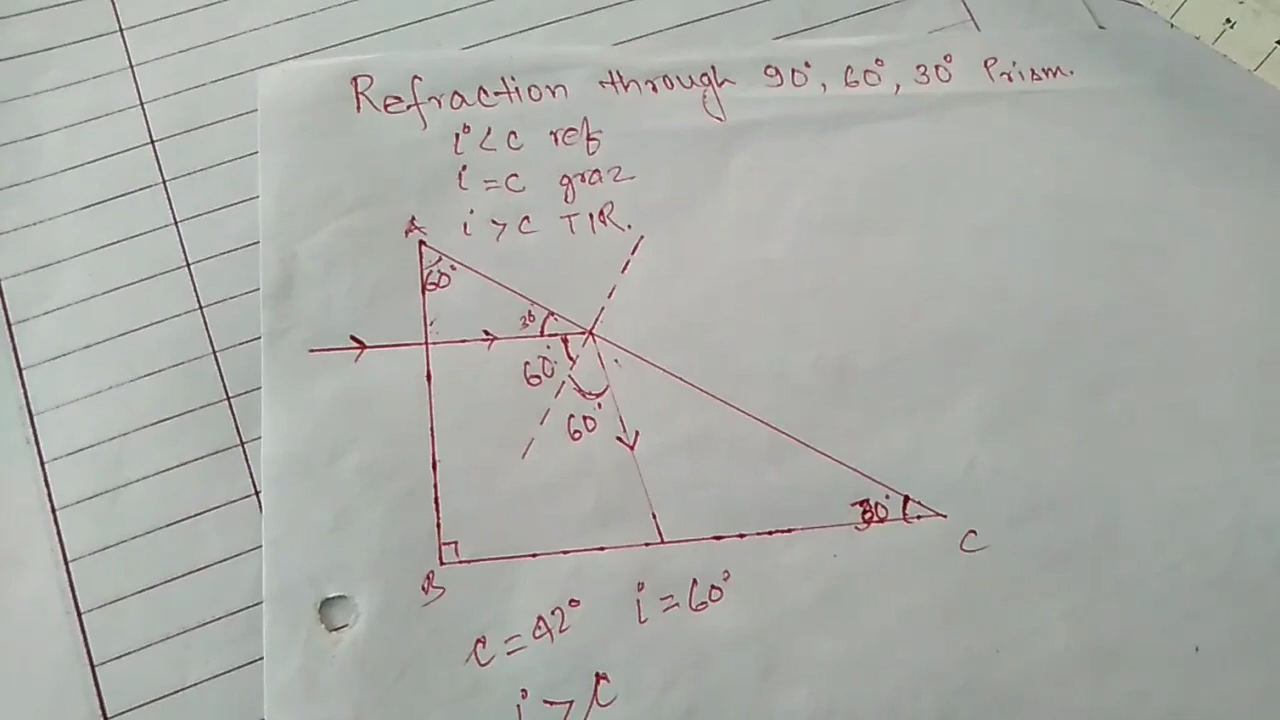 Refraction through 90°, 60°, 30° Prism.
i < c ref
i = c graz
i > c TIR.
A
60°
30°
60°
60°
30°
C
B
c = 42° i = 60°
i > c